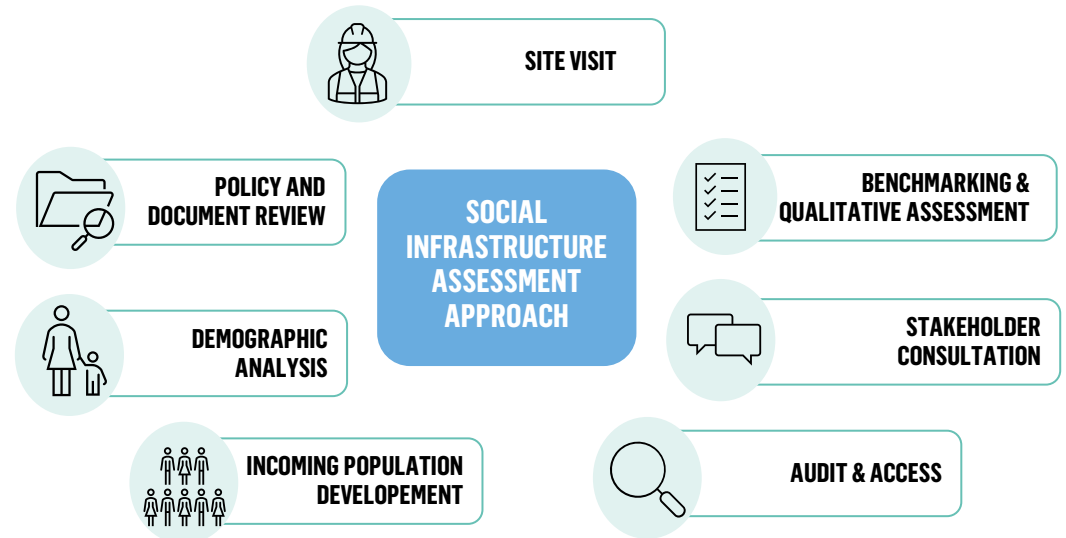 SITE VISIT
POLICY AND
DOCUMENT REVIEW
BENCHMARKING &
QUALITATIVE ASSESSMENT
SOCIAL
INFRASTRUCTURE
ASSESSMENT
APPROACH
DEMOGRAPHIC
ANALYSIS
STAKEHOLDER
CONSULTATION
INCOMING POPULATION
DEVELOPEMENT
AUDIT & ACCESS